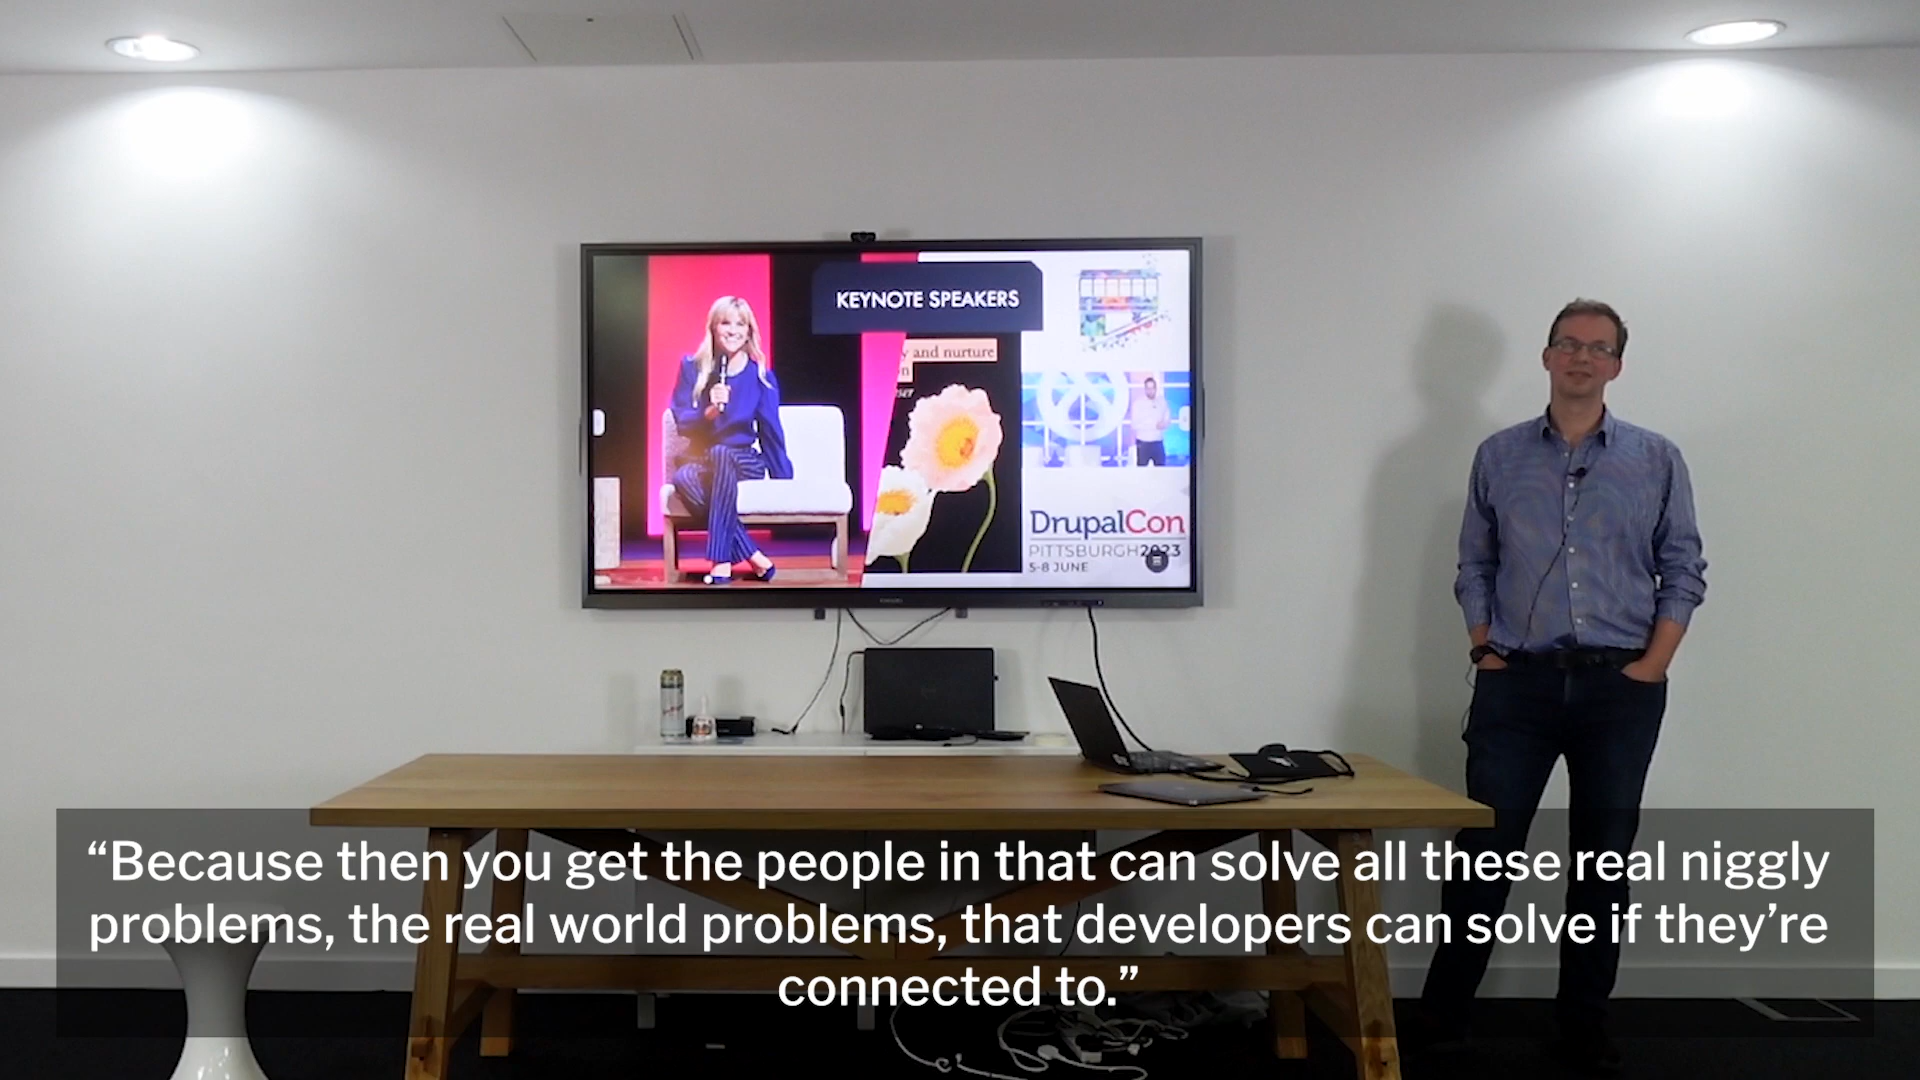 KEYNOTE SPEAKERS
and nurture
DrupalCon
PITTSBURGH2023
5-8 JUNE
“Because then you get the people in that can solve all these real niggly
problems, the real world problems, that developers can solve if they’re
connected to.”